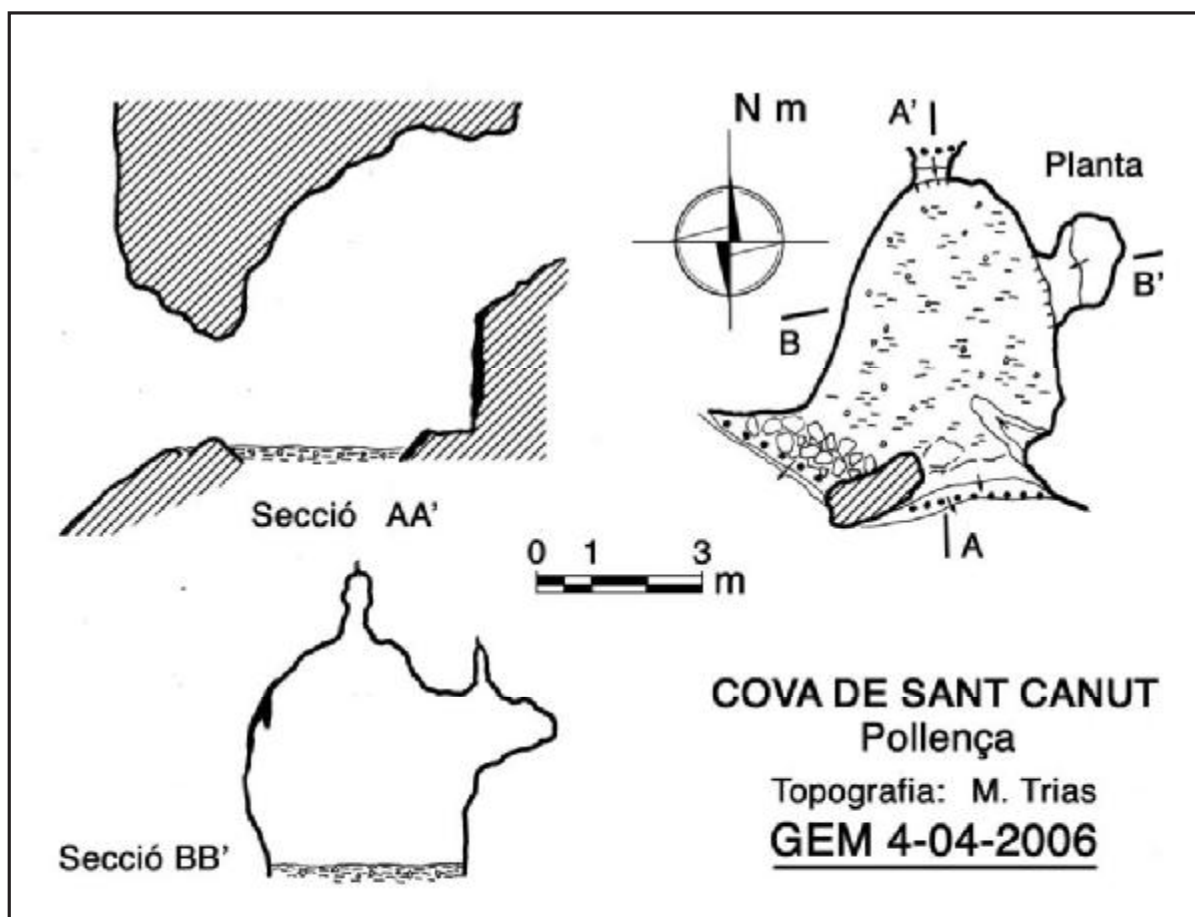 N m
A'
Planta
B'
B
A
Secció AA'
0 1 3
m
Secció BB'
COVA DE SANT CANUT
Pollença
Topografia: M. Trias
GEM 4-04-2006